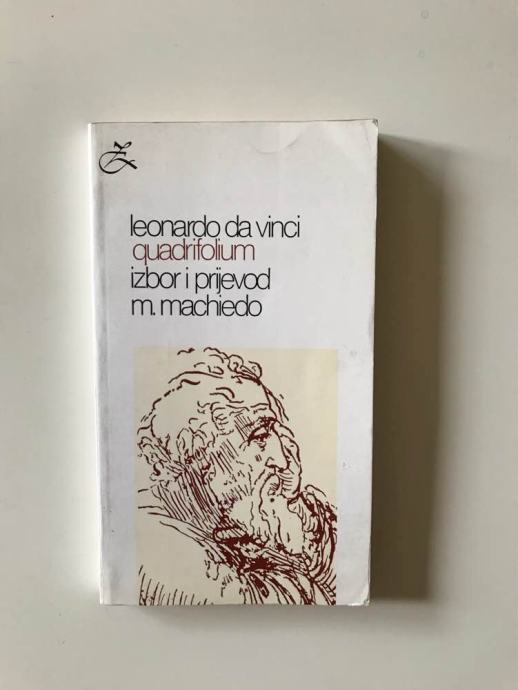 leonardo da vinci
quadrifolium
izbor i prijevod
m. machiedo